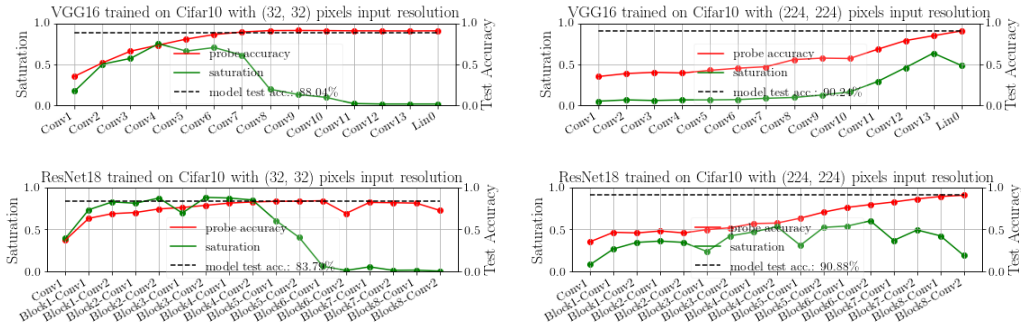 VGG16 trained on Cifar10 with (32, 32) pixels input resolution
1.0
0.5
0.0
Saturation
probe accuracy
saturation
model test acc.: 88.04%
1.0
0.5
0.0
Test Accuracy
Conv1
Conv2
Conv3
Conv4
Conv5
Conv6
Conv7
Conv8
Conv9
Conv10
Conv11
Conv12
Conv13
Lin0
VGG16 trained on Cifar10 with (224, 224) pixels input resolution
1.0
0.5
0.0
Saturation
probe accuracy
saturation
model test acc.: 90.24%
1.0
0.5
0.0
Test Accuracy
Conv1
Conv2
Conv3
Conv4
Conv5
Conv6
Conv7
Conv8
Conv9
Conv10
Conv11
Conv12
Conv13
Lin0
ResNet18 trained on Cifar10 with (32, 32) pixels input resolution
1.0
0.5
0.0
Saturation
probe accuracy
saturation
model test acc.: 83.79%
1.0
0.5
0.0
Test Accuracy
Conv1
Block1-Conv1
Block1-Conv2
Block2-Conv1
Block2-Conv2
Block3-Conv1
Block3-Conv2
Block4-Conv1
Block4-Conv2
Block5-Conv1
Block5-Conv2
Block6-Conv1
Block6-Conv2
Block7-Conv1
Block7-Conv2
Block8-Conv1
Block8-Conv2
ResNet18 trained on Cifar10 with (224, 224) pixels input resolution
1.0
0.5
0.0
Saturation
probe accuracy
saturation
model test acc.: 90.88%
1.0
0.5
0.0
Test Accuracy
Conv1
Block1-Conv1
Block1-Conv2
Block2-Conv1
Block2-Conv2
Block3-Conv1
Block3-Conv2
Block4-Conv1
Block4-Conv2
Block5-Conv1
Block5-Conv2
Block6-Conv1
Block6-Conv2
Block7-Conv1
Block7-Conv2
Block8-Conv1
Block8-Conv2